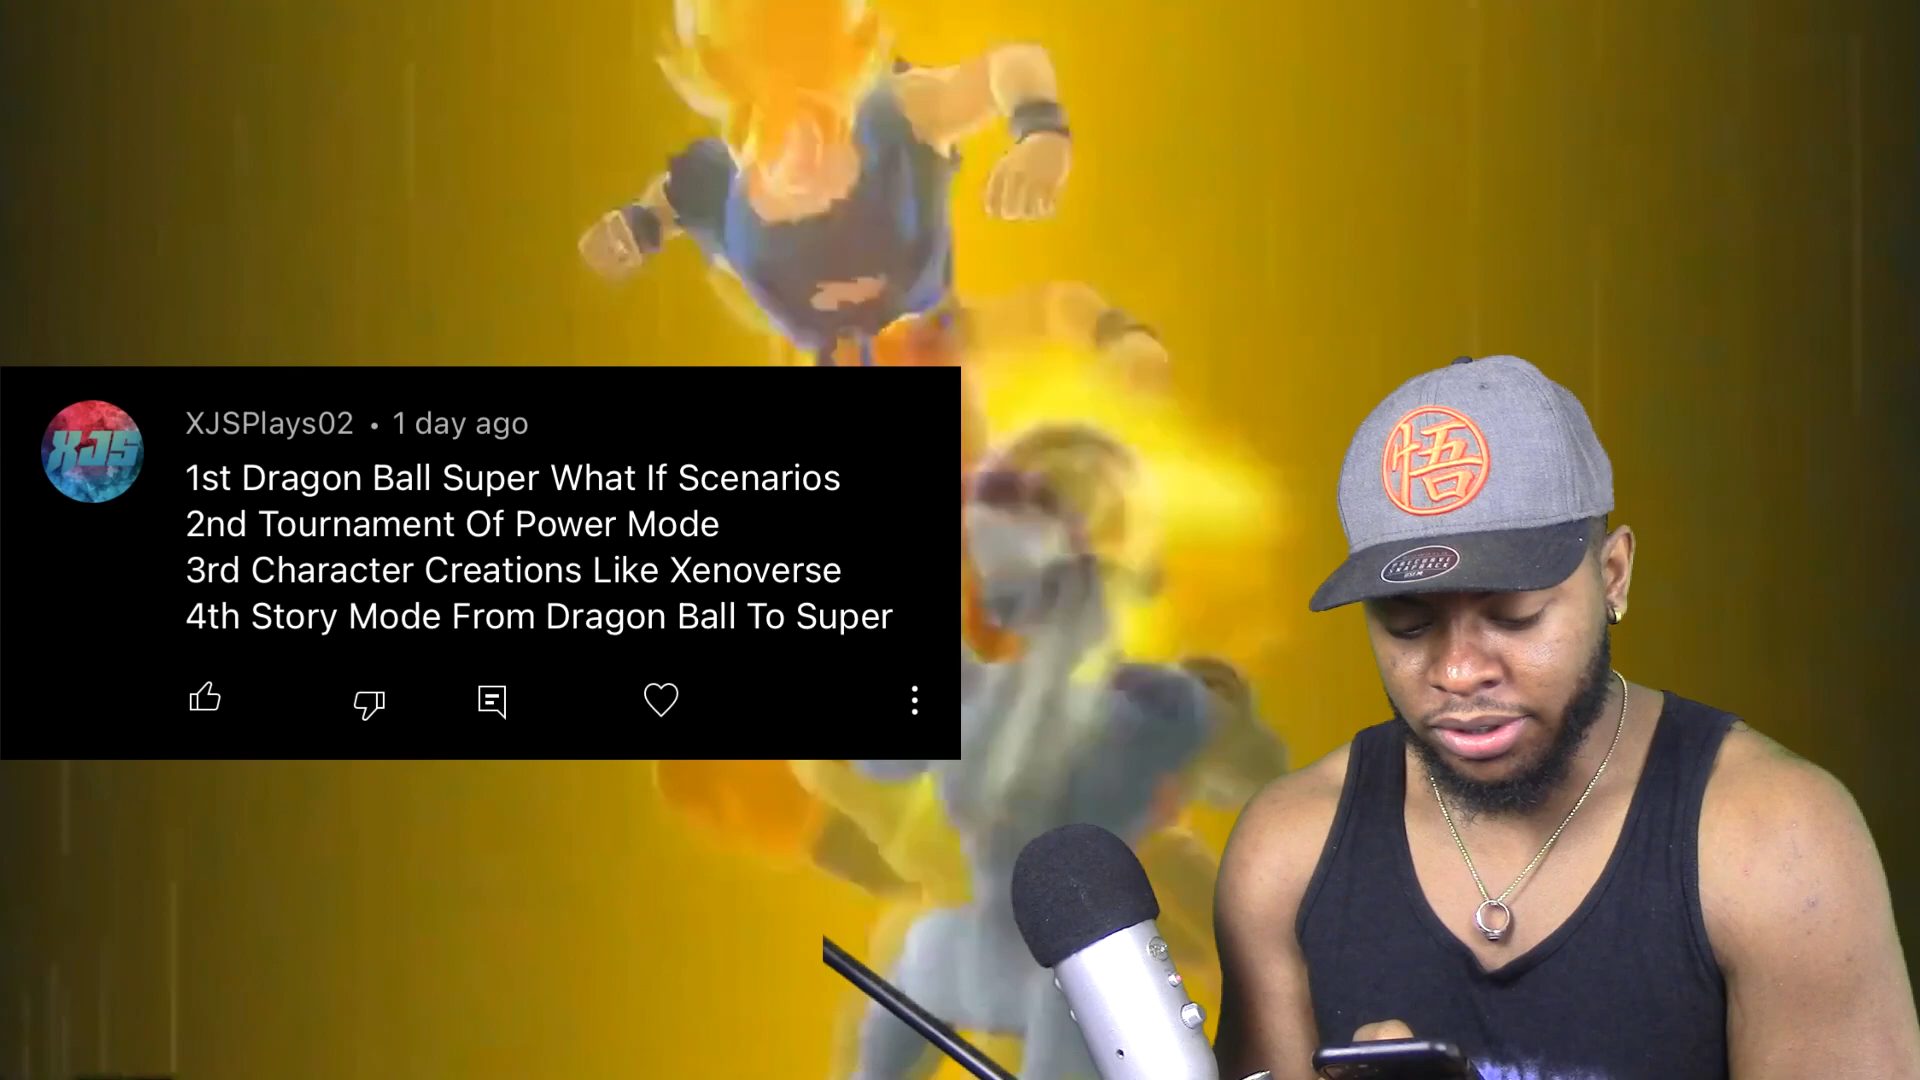 XJS
XJSPlays02 • 1 day ago
1st Dragon Ball Super What If Scenarios
2nd Tournament Of Power Mode
3rd Character Creations Like Xenoverse
4th Story Mode From Dragon Ball To Super
悟